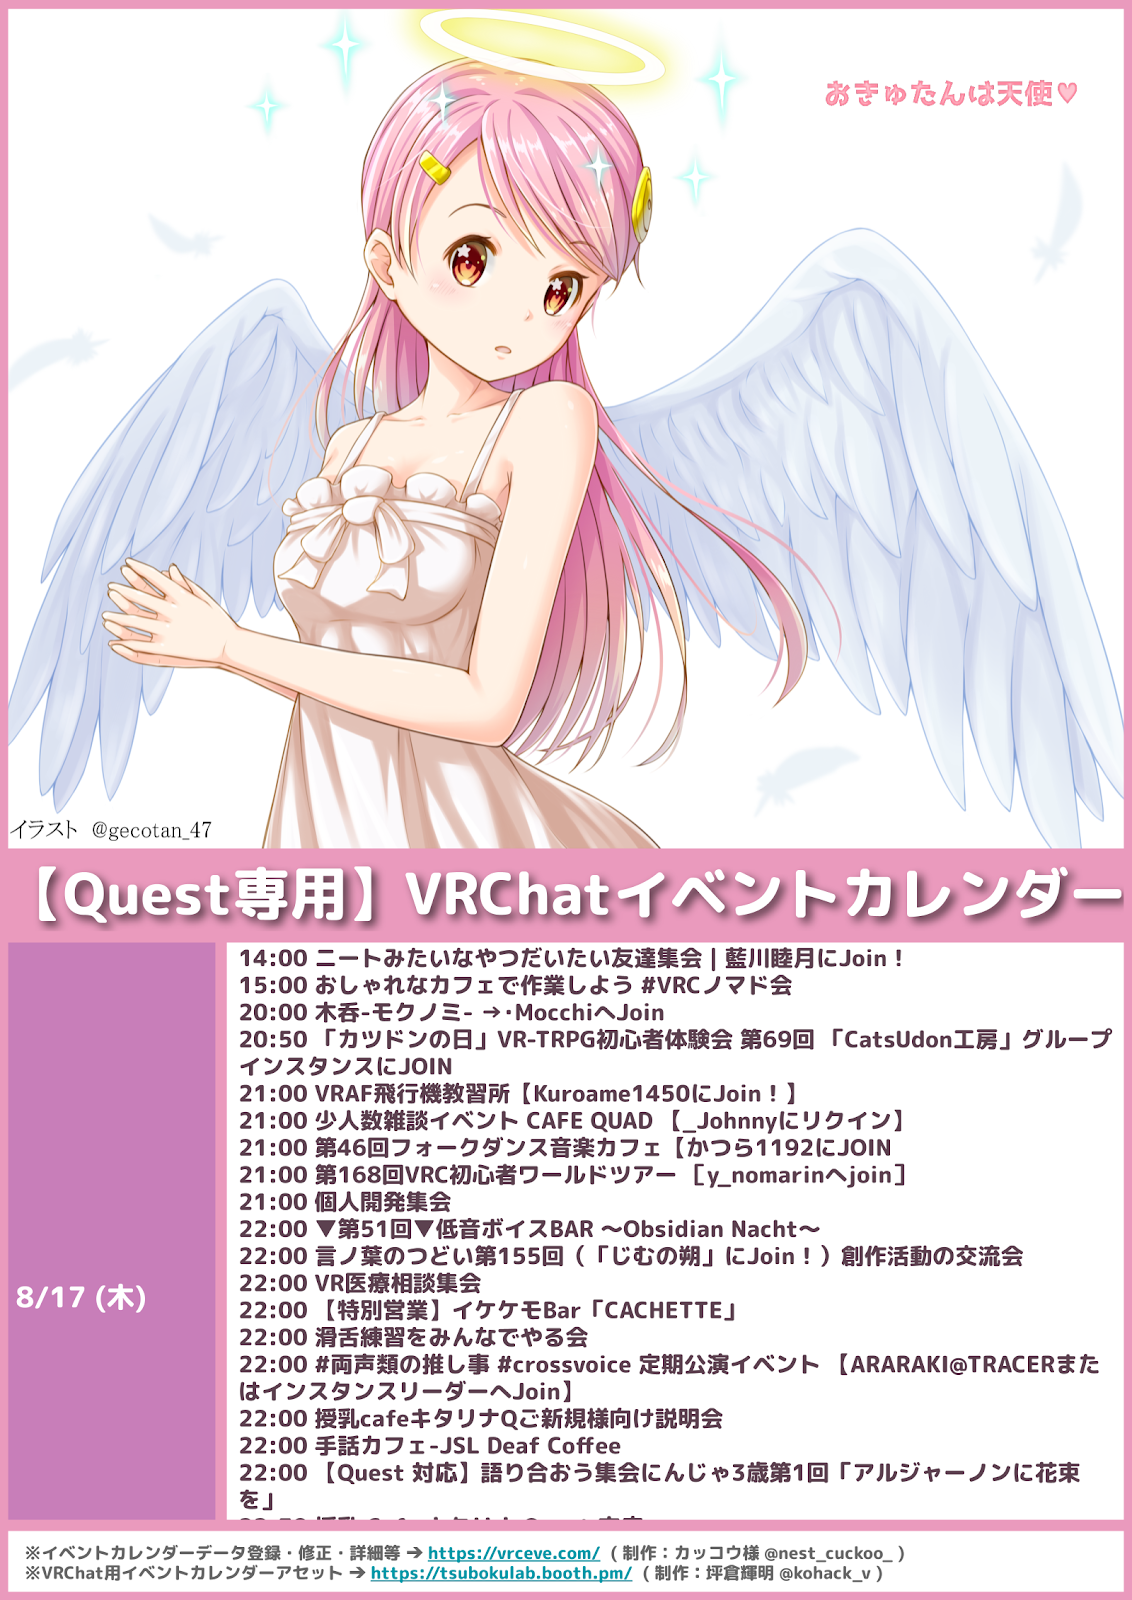 おきゅたんは天使♥
イラスト @gecotan_47
【Quest専用】VRChatイベントカレンダー
8/17 (木)
14:00 ニートみたいなやつだいたい友達集会 | 藍川睦月にJoin！
15:00 おしゃれなカフェで作業しよう #VRCノマド会
20:00 木呑-モクノミ- →･MocchiへJoin
20:50 「カツドンの日」VR-TRPG初心者体験会 第69回 「CatsUdon工房」グループ
インスタンスにJOIN
21:00 VRAF飛行機教習所【Kuroame1450にJoin！】
21:00 少人数雑談イベント CAFE QUAD 【_Johnnyにリクイン】
21:00 第46回フォークダンス音楽カフェ【かつら1192にJOIN
21:00 第168回VRC初心者ワールドツアー ［y_nomarinへjoin］
21:00 個人開発集会
22:00 ▼第51回▼低音ボイスBAR ～Obsidian Nacht～
22:00 言ノ葉のつどい第155回（「じむの朔」にJoin！）創作活動の交流会
22:00 VR医療相談集会
22:00 【特別営業】イケケモBar「CACHETTE」
22:00 滑舌練習をみんなでやる会
22:00 #両声類の推し事 #crossvoice 定期公演イベント 【ARARAKI@TRACERまた
はインスタンスリーダーへJoin】
22:00 授乳cafeキタリナQご新規様向け説明会
22:00 手話カフェ-JSL Deaf Coffee
22:00 【Quest 対応】語り合おう集会にんじゃ3歳第1回「アルジャーノンに花束
を」
※イベントカレンダーデータ登録・修正・詳細等 ➔ https://vrceve.com/ ( 制作：カッコウ様 @nest_cuckoo_ )
※VRChat用イベントカレンダーアセット ➔ https://tsubokulab.booth.pm/ ( 制作：坪倉輝明 @kohack_v )